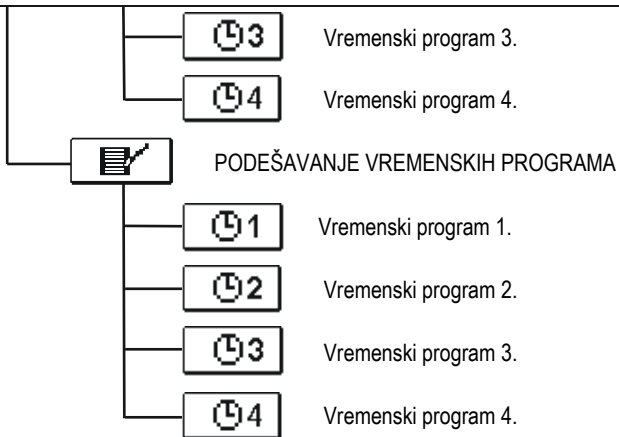 3 Vremenski program 3.
4 Vremenski program 4.
PODEŠAVANJE VREMENSKIH PROGRAMA
1 Vremenski program 1.
2 Vremenski program 2.
3 Vremenski program 3.
4 Vremenski program 4.